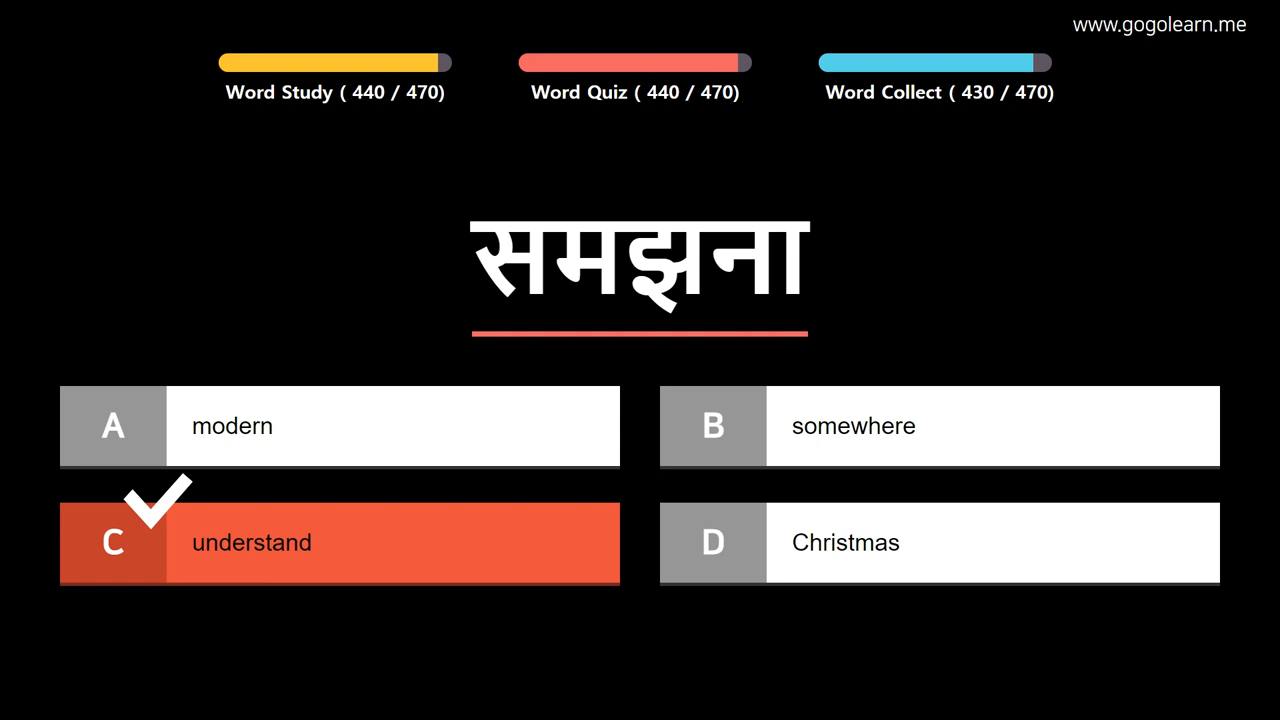 www.gogolearn.me
Word Study ( 440 / 470)
Word Quiz ( 440 / 470)
Word Collect ( 430 / 470)
समझना
A modern
B somewhere
C understand
D Christmas